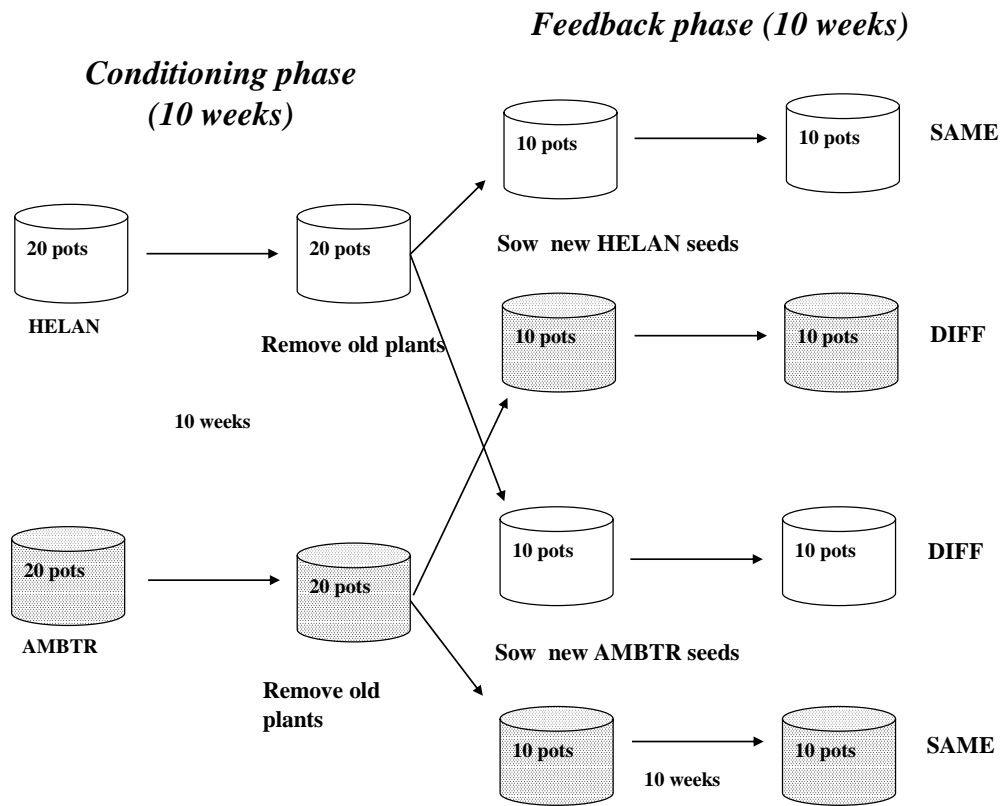 Feedback phase (10 weeks)
Conditioning phase
(10 weeks)
20 pots
HELAN
20 pots
Remove old plants
10 weeks
20 pots
AMBTR
20 pots
Remove old
plants
10 pots
10 pots
SAME
Sow new HELAN seeds
10 pots
10 pots
DIFF
10 pots
10 pots
DIFF
Sow new AMBTR seeds
10 pots
10 pots
SAME
10 weeks